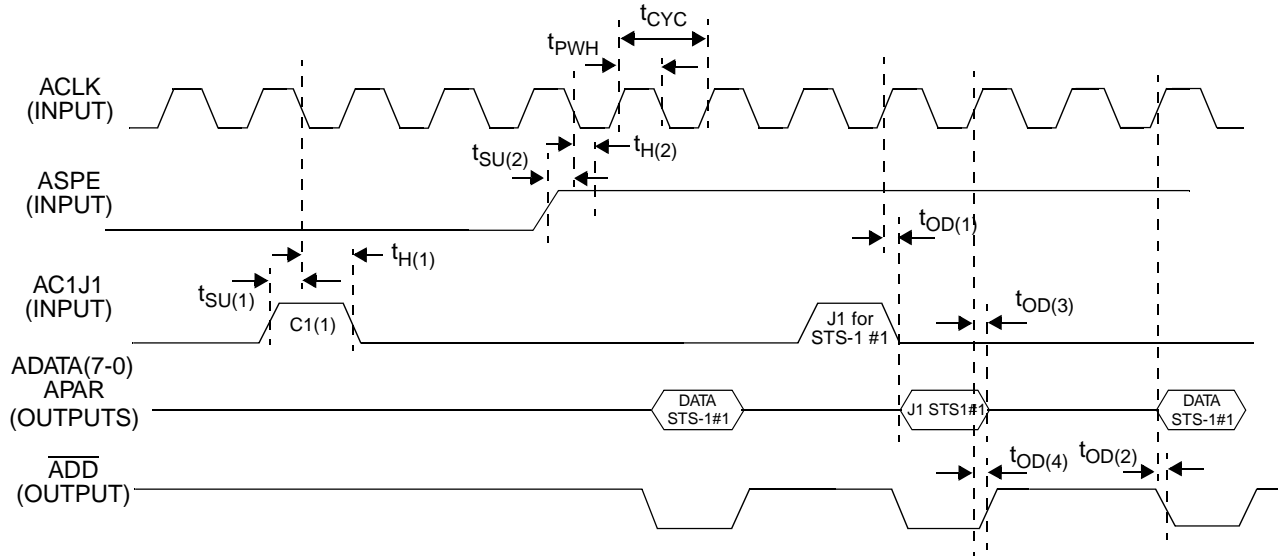 tCYC
tPWH
ACLK
(INPUT)
tSU(2)
tH(2)
ASPE
(INPUT)
tOD(1)
tH(1)
AC1J1
(INPUT)
tSU(1)
C1(1)
J1 for
STS-1 #1
tOD(3)
ADATA(7-0)
APAR
(OUTPUTS)
DATA
STS-1#1
J1 STS1#1
DATA
STS-1#1
ADD
(OUTPUT)
tOD(4)
tOD(2)